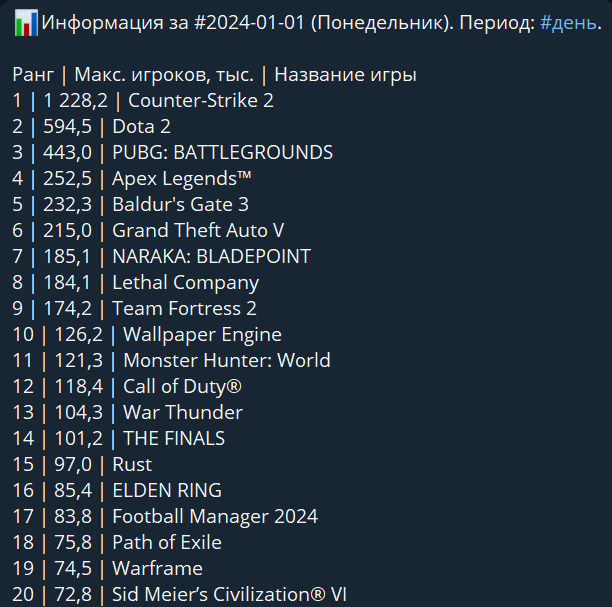 Информация за #2024-01-01 (Понедельник). Период: #день.
Ранг | Макс. игроков, тыс. | Название игры
1 | 1 228,2 | Counter-Strike 2
2 | 594,5 | Dota 2
3 | 443,0 | PUBG: BATTLEGROUNDS
4 | 252,5 | Apex Legends™
5 | 232,3 | Baldur's Gate 3
6 | 215,0 | Grand Theft Auto V
7 | 185,1 | NARAKA: BLADEPOINT
8 | 184,1 | Lethal Company
9 | 174,2 | Team Fortress 2
10 | 126,2 | Wallpaper Engine
11 | 121,3 | Monster Hunter: World
12 | 118,4 | Call of Duty®
13 | 104,3 | War Thunder
14 | 101,2 | THE FINALS
15 | 97,0 | Rust
16 | 85,4 | ELDEN RING
17 | 83,8 | Football Manager 2024
18 | 75,8 | Path of Exile
19 | 74,5 | Warframe
20 | 72,8 | Sid Meier’s Civilization® VI